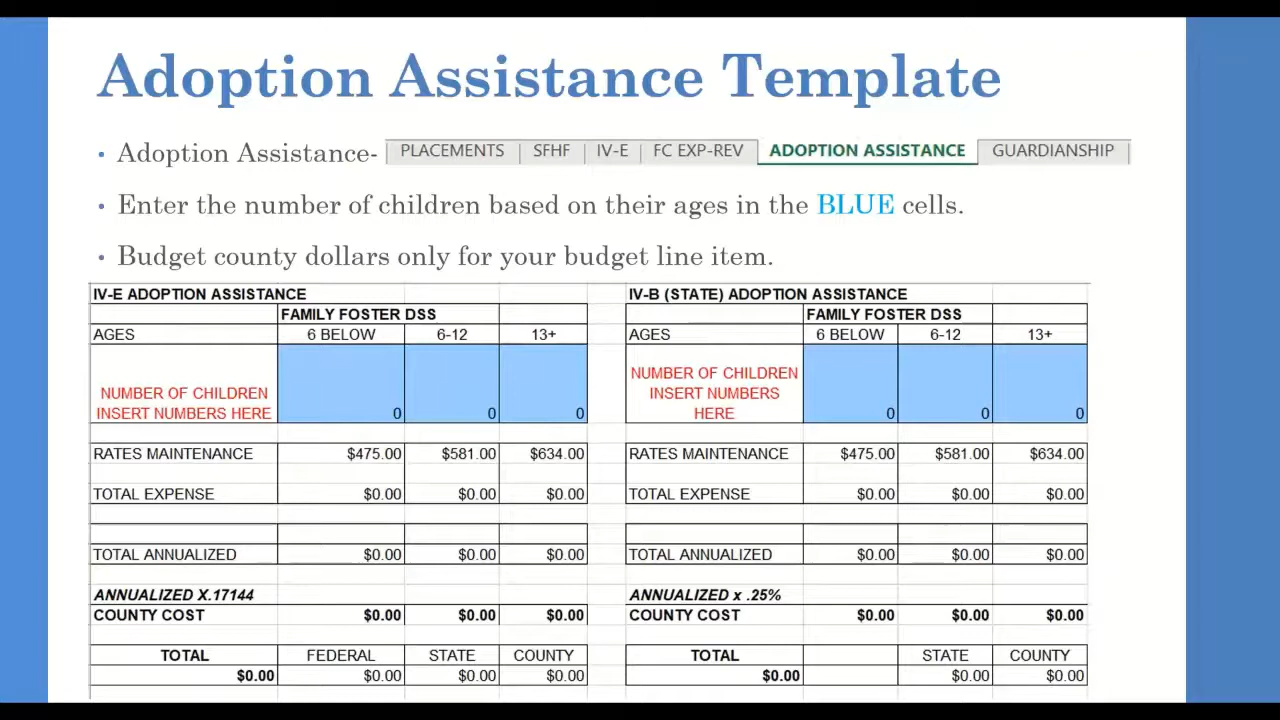 Adoption Assistance Template
• Adoption Assistance- PLACEMENTS SFHF IV-E FC EXP-REV ADOPTION ASSISTANCE GUARDIANSHIP
• Enter the number of children based on their ages in the BLUE cells.
• Budget county dollars only for your budget line item.
IV-E ADOPTION ASSISTANCE
FAMILY FOSTER DSS
AGES 6 BELOW 6-12 13+
NUMBER OF CHILDREN
INSERT NUMBERS HERE 0 0 0
RATES MAINTENANCE $475.00 $581.00 $634.00
TOTAL EXPENSE $0.00 $0.00 $0.00
TOTAL ANNUALIZED $0.00 $0.00 $0.00
ANNUALIZED X.17144
COUNTY COST $0.00 $0.00 $0.00
TOTAL FEDERAL STATE COUNTY
$0.00 $0.00 $0.00 $0.00
IV-B (STATE) ADOPTION ASSISTANCE
FAMILY FOSTER DSS
AGES 6 BELOW 6-12 13+
NUMBER OF CHILDREN
INSERT NUMBERS
HERE 0 0 0
RATES MAINTENANCE $475.00 $581.00 $634.00
TOTAL EXPENSE $0.00 $0.00 $0.00
TOTAL ANNUALIZED $0.00 $0.00 $0.00
ANNUALIZED x .25%
COUNTY COST $0.00 $0.00 $0.00
TOTAL STATE COUNTY
$0.00 $0.00 $0.00